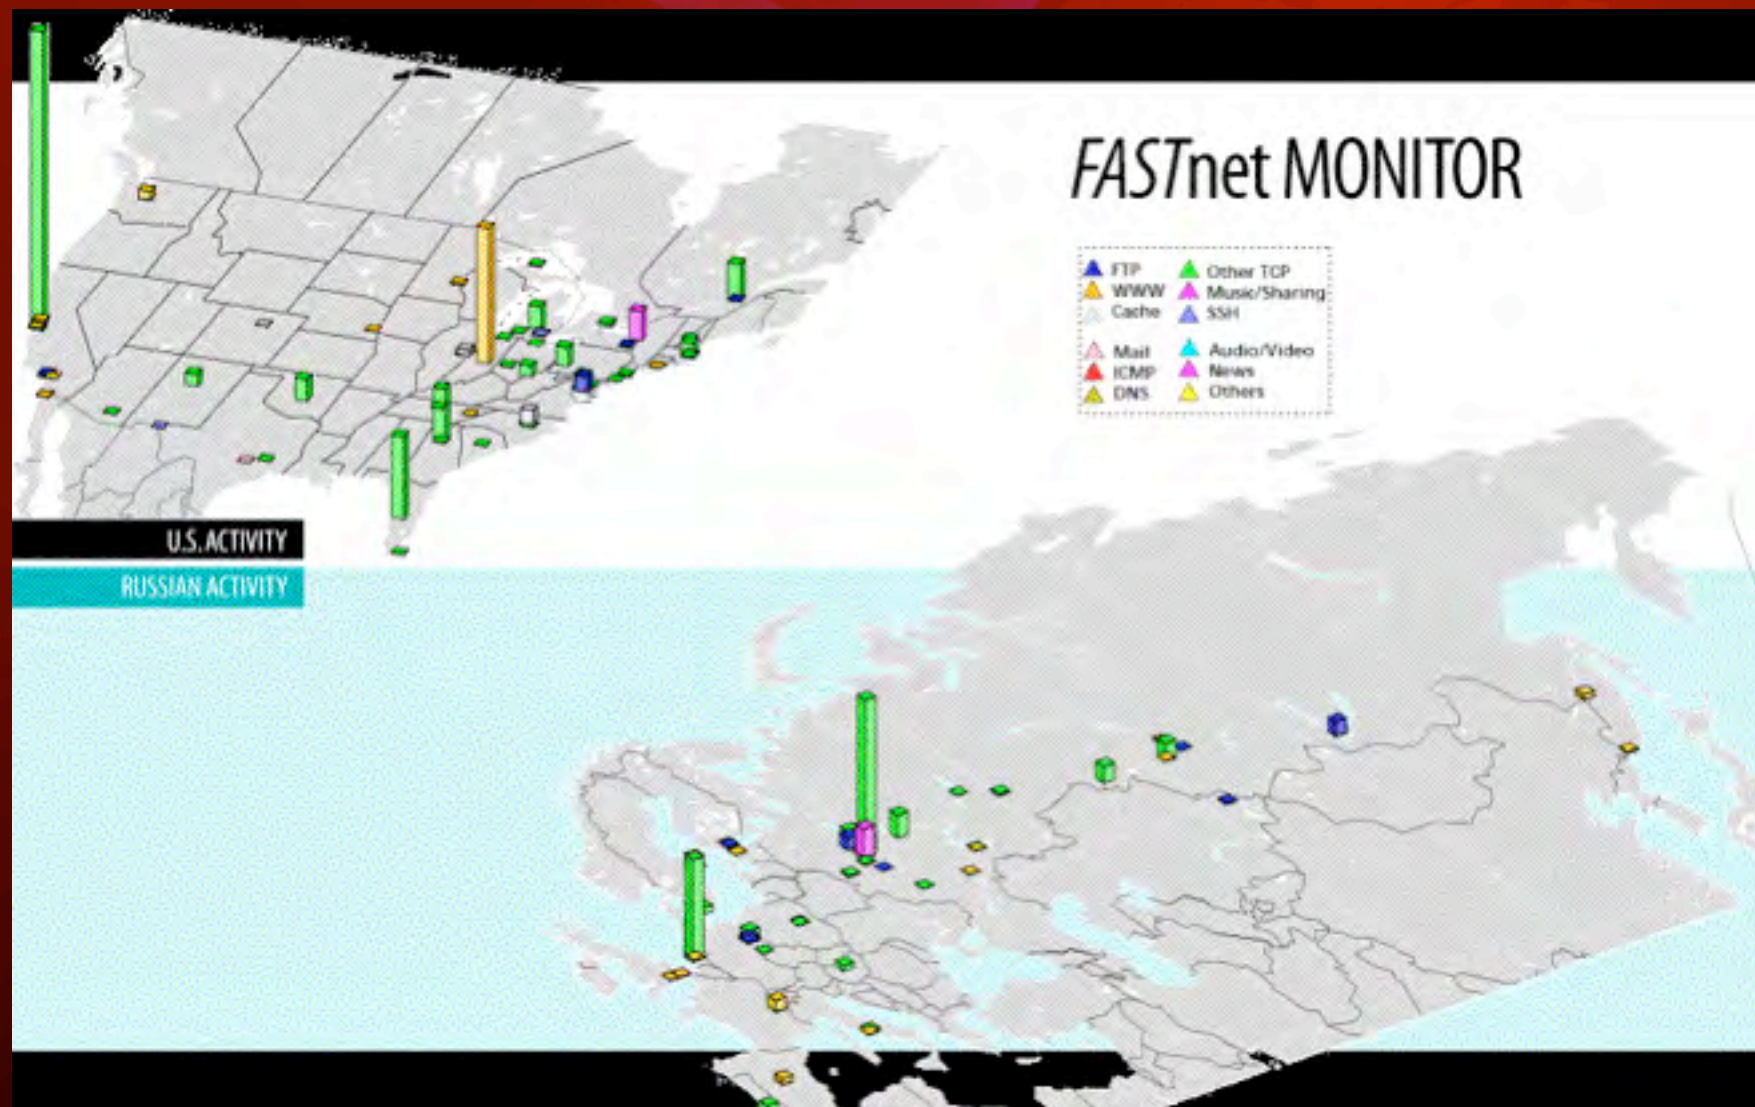 FASTnet MONITOR
FTP
Other TCP
WWW
Music/Sharing
Cache
SSH
Mail
Audio/Video
ICMP
News
DNS
Others
U.S. ACTIVITY
RUSSIAN ACTIVITY